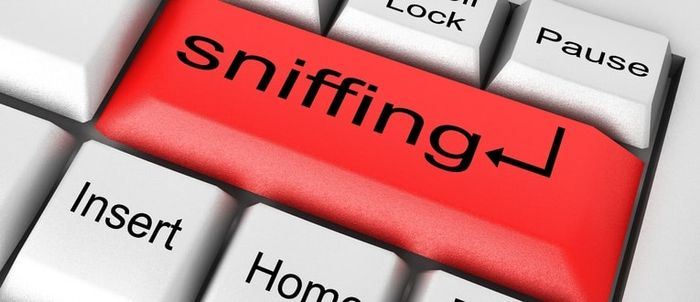 Lock
Pause
sniffing
Insert
Home